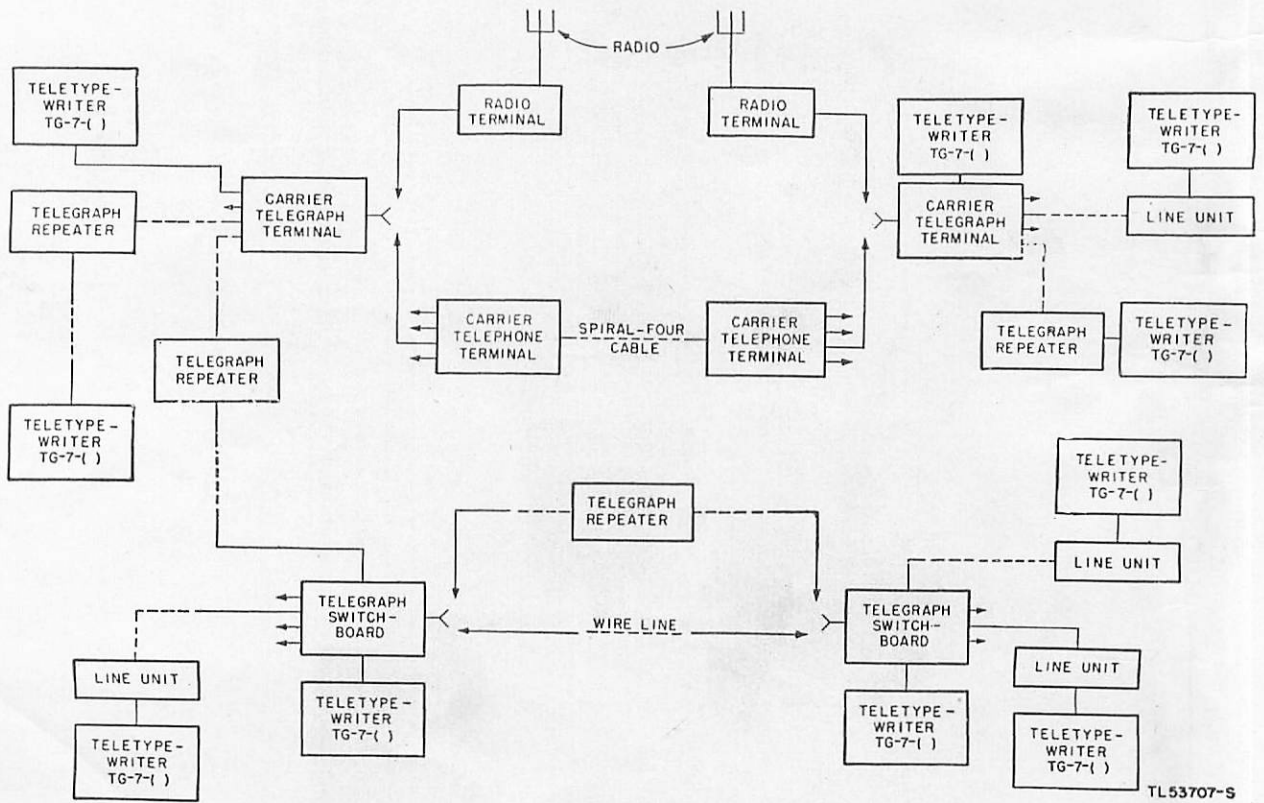 RADIO
TELETYPE-
WRITER
TG-7-( )
RADIO
TERMINAL
RADIO
TERMINAL
TELETYPE-
WRITER
TG-7-( )
TELETYPE-
WRITER
TG-7-( )
TELEGRAPH
REPEATER
CARRIER
TELEGRAPH
TERMINAL
CARRIER
TELEGRAPH
TERMINAL
LINE UNIT
CARRIER
TELEPHONE
TERMINAL
SPIRAL-FOUR
CABLE
CARRIER
TELEPHONE
TERMINAL
TELEGRAPH
REPEATER
TELETYPE-
WRITER
TG-7-( )
TELEGRAPH
REPEATER
TELETYPE-
WRITER
TG-7-( )
TELETYPE-
WRITER
TG-7-( )
TELEGRAPH
REPEATER
LINE UNIT
TELEGRAPH
SWITCH-
BOARD
WIRE LINE
TELEGRAPH
SWITCH-
BOARD
LINE UNIT
TELETYPE-
WRITER
TG-7-( )
TELETYPE-
WRITER
TG-7-( )
LINE UNIT
TELETYPE-
WRITER
TG-7-( )
TELETYPE-
WRITER
TG-7-( )
TL53707-S